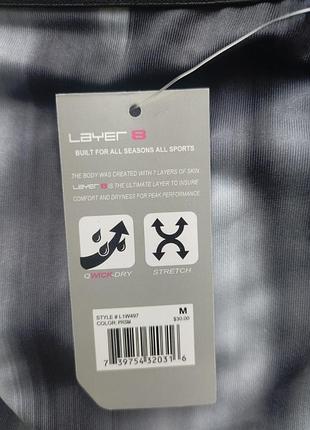 LAYER 8
BUILT FOR ALL SEASONS ALL SPORTS
THE BODY WAS CREATED WITH 7 LAYERS OF SKIN
LAYER 8 IS THE ULTIMATE LAYER TO INSURE
COMFORT AND DRYNESS FOR PEAK PERFORMANCE
QWICK-DRY
STRETCH
STYLE # L1W497
COLOR: PRSM
M
$30.00
7 39754 32031 6